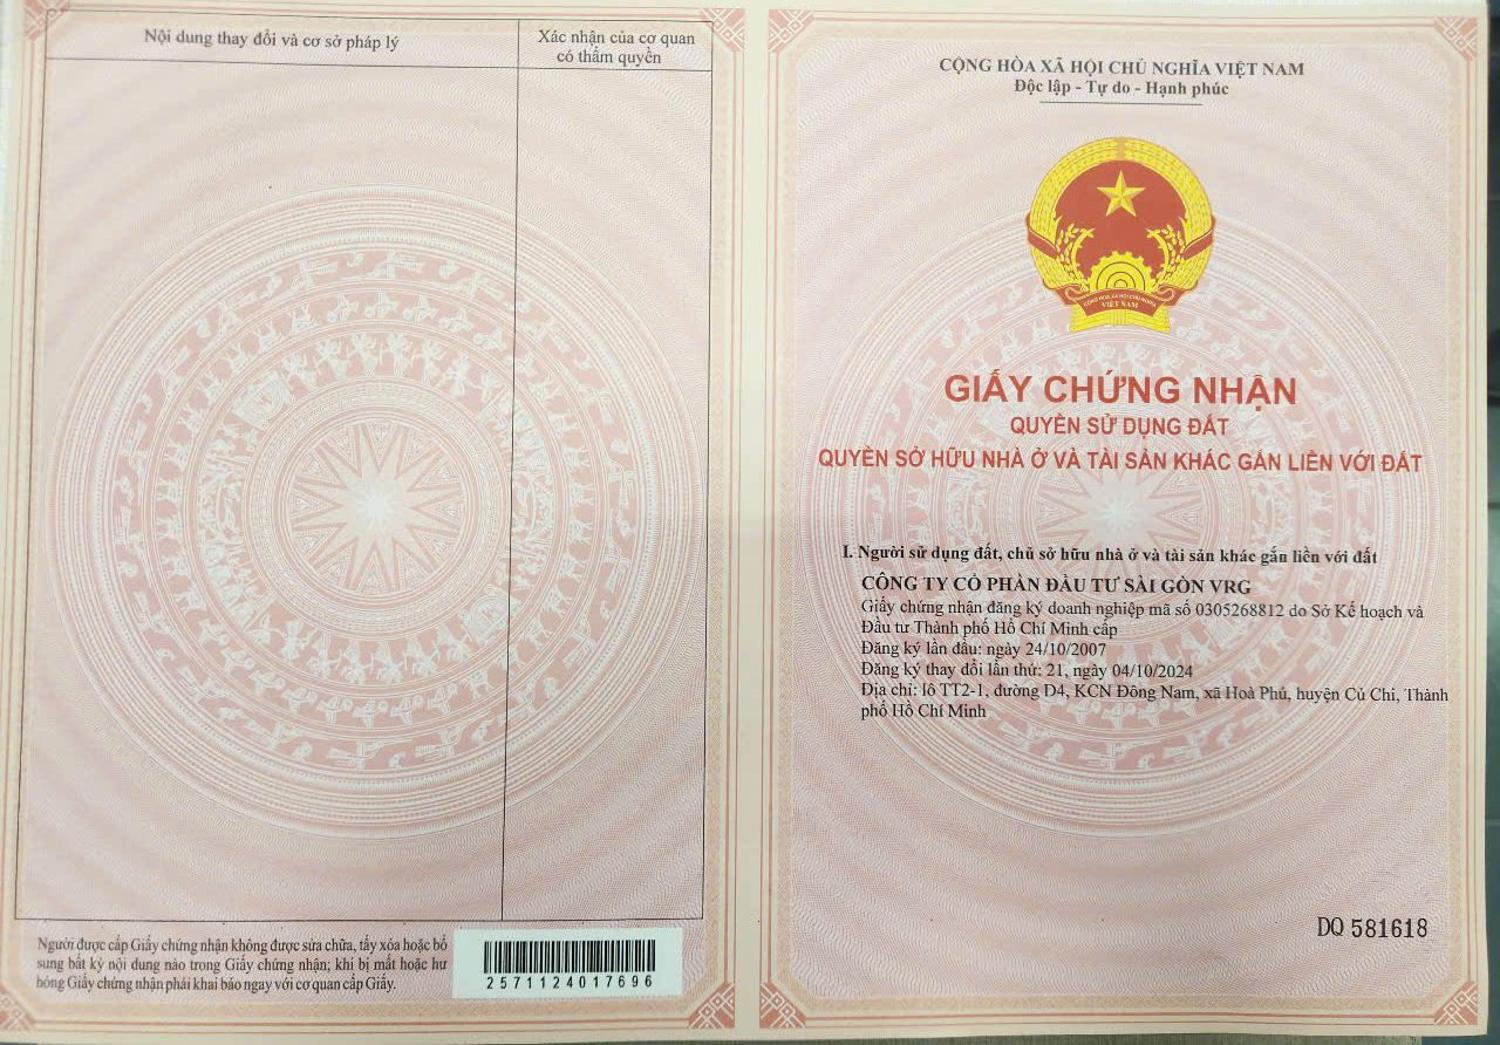 Nội dung thay đổi và cơ sở pháp lý
Xác nhận của cơ quan
có thẩm quyền
Người được cấp Giấy chứng nhận không được sửa chữa, tẩy xóa hoặc bổ
sung bất kỳ nội dung nào trong Giấy chứng nhận; khi bị mất hoặc hư
hỏng Giấy chứng nhận phải khai báo ngay với cơ quan cấp Giấy.
2571124017696
CỘNG HÒA XÃ HỘI CHỦ NGHĨA VIỆT NAM
Độc lập - Tự do - Hạnh phúc
CỘNG HÒA XÃ HỘI CHỦ NGHĨA
VIỆT NAM
GIẤY CHỨNG NHẬN
QUYỀN SỬ DỤNG ĐẤT
QUYỀN SỞ HỮU NHÀ Ở VÀ TÀI SẢN KHÁC GẮN LIỀN VỚI ĐẤT
I. Người sử dụng đất, chủ sở hữu nhà ở và tài sản khác gắn liền với đất
CÔNG TY CỔ PHẦN ĐẦU TƯ SÀI GÒN VRG
Giấy chứng nhận đăng ký doanh nghiệp mã số 0305268812 do Sở Kế hoạch và
Đầu tư Thành phố Hồ Chí Minh cấp
Đăng ký lần đầu: ngày 24/10/2007
Đăng ký thay đổi lần thứ: 21, ngày 04/10/2024
Địa chỉ: lô TT2-1, đường D4, KCN Đông Nam, xã Hoà Phú, huyện Củ Chi, Thành
phố Hồ Chí Minh
DQ 581618